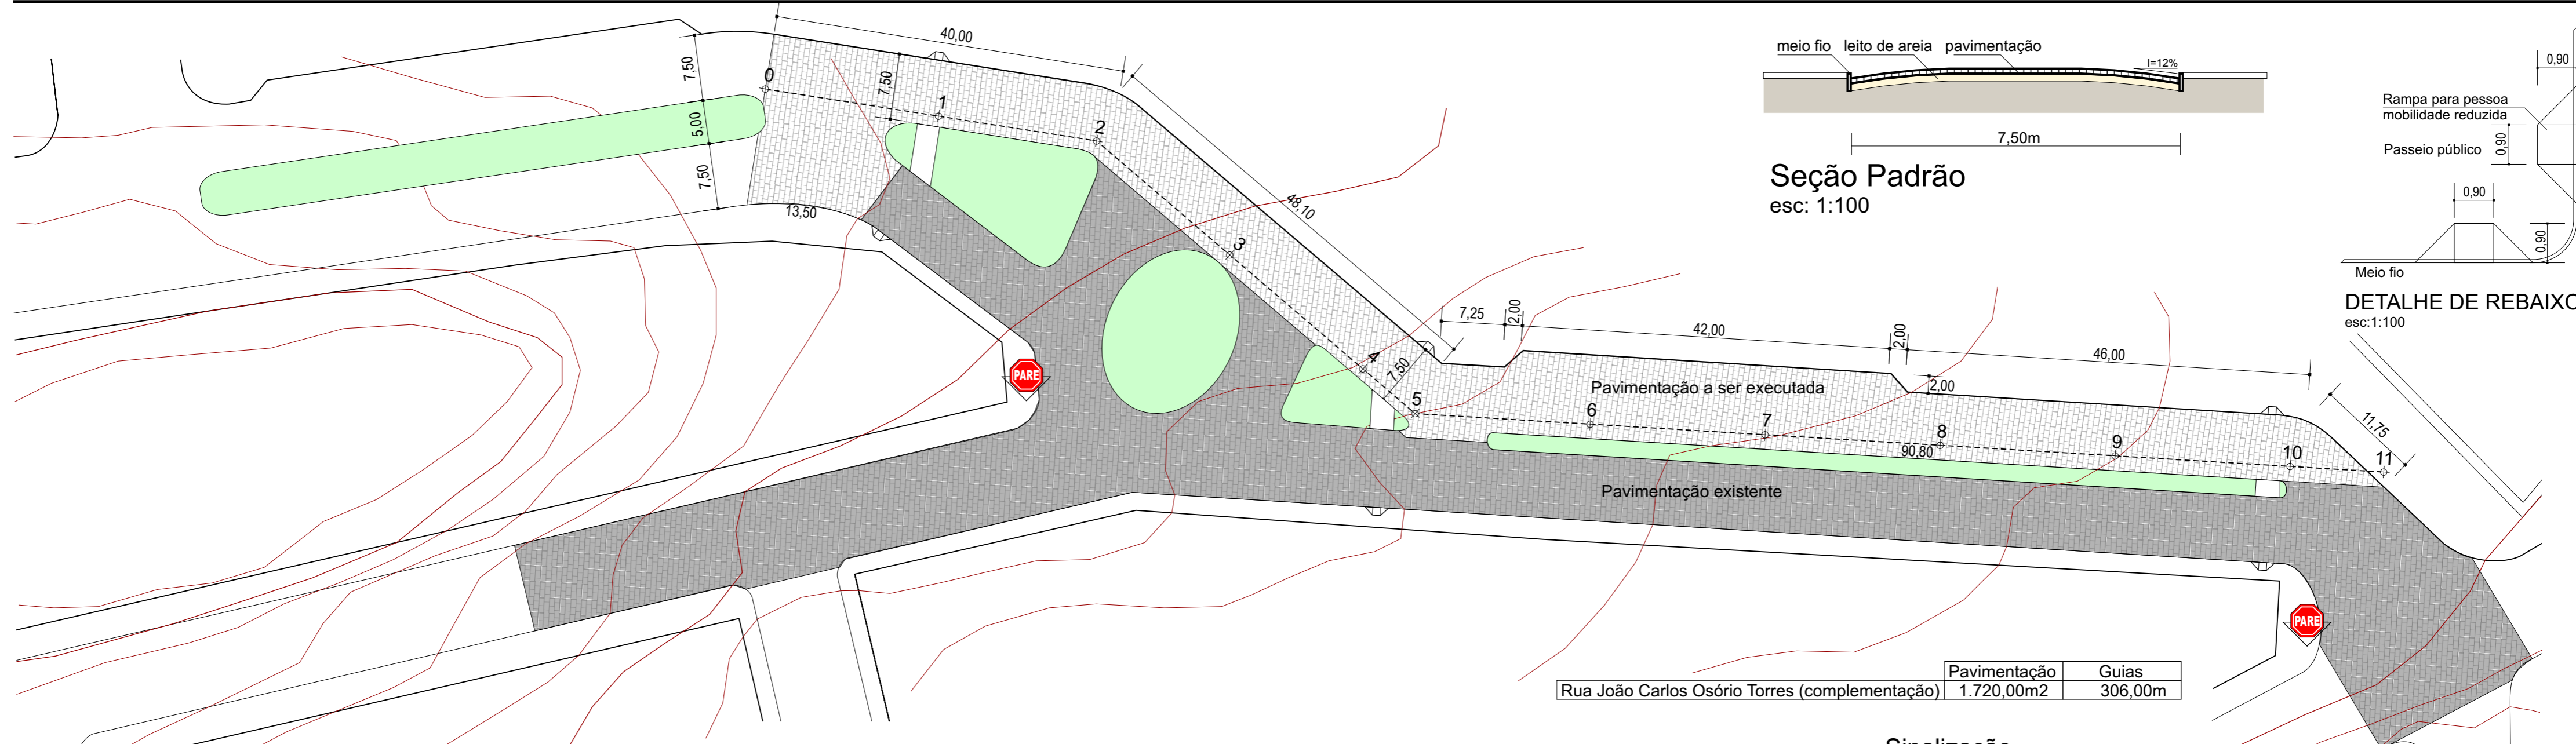 40,00
7,50
0
7,50
1
2
5,00
7,50
13,50
3
48,10
4
7,50
5
7,25
2,00
42,00
2,00
46,00
2,00
11,75
Pavimentação a ser executada
6
7
8
9
10
11
90,80
Pavimentação existente
PARE
PARE
meio fio leito de areia pavimentação
I=12%
7,50m
Seção Padrão
esc: 1:100
0,90
Rampa para pessoa
mobilidade reduzida
Passeio público
0,90
0,90
0,90
Meio fio
DETALHE DE REBAIXO
esc:1:100
Pavimentação Guias
Rua João Carlos Osório Torres (complementação) 1.720,00m2 306,00m
Sinalização